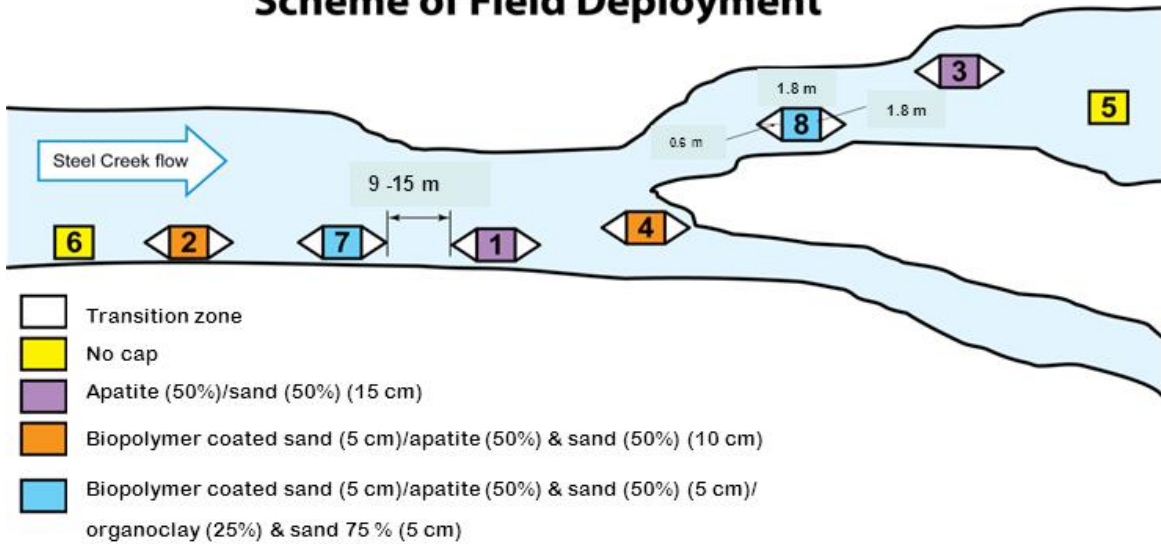 Scheme of Field Deployment
3
1.8 m
5
8
1.8 m
0.6 m
Steel Creek flow
9 -15 m
6
2
7
1
4
Transition zone
No cap
Apatite (50%)/sand (50%) (15 cm)
Biopolymer coated sand (5 cm)/apatite (50%) & sand (50%) (10 cm)
Biopolymer coated sand (5 cm)/apatite (50%) & sand (50%) (5 cm)/
organoclay (25%) & sand 75 % (5 cm)